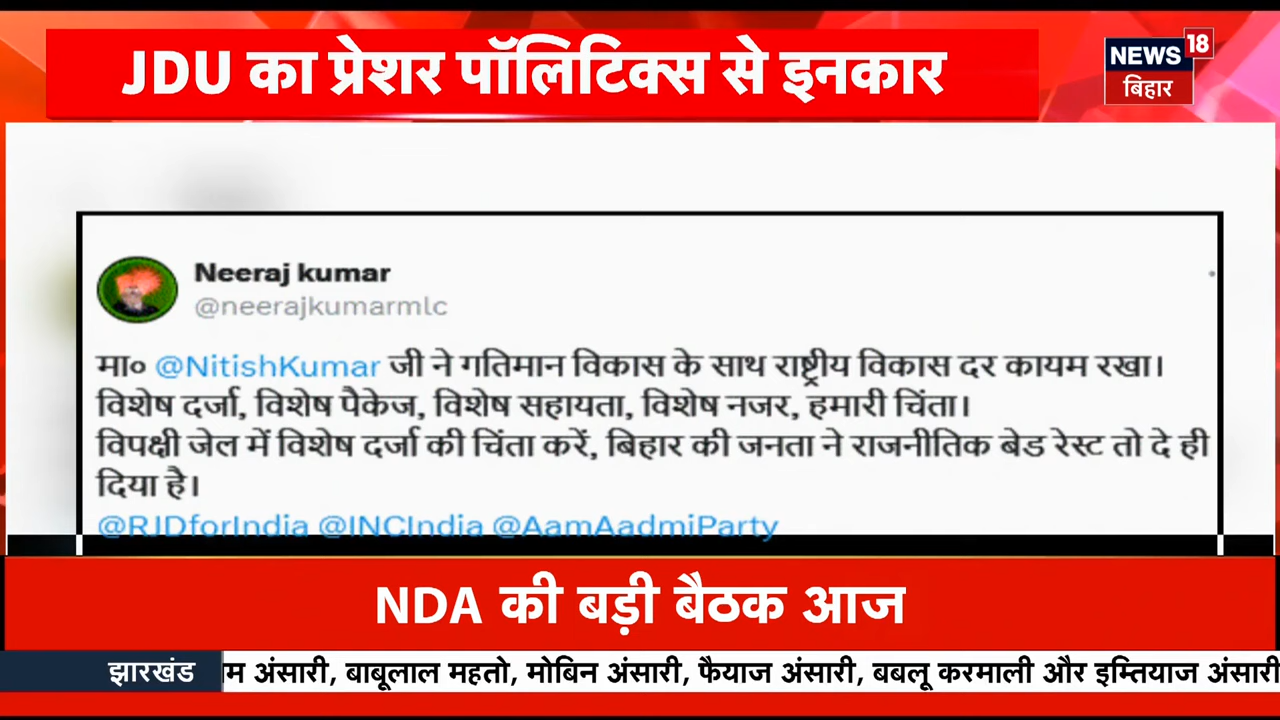 JDU का प्रेशर पॉलिटिक्स से इनकार
NEWS 18
बिहार
Neeraj kumar
@neerajkumarmlc
मा० @NitishKumar जी ने गतिमान विकास के साथ राष्ट्रीय विकास दर कायम रखा।
विशेष दर्जा, विशेष पैकेज, विशेष सहायता, विशेष नजर, हमारी चिंता।
विपक्षी जेल में विशेष दर्जा की चिंता करें, बिहार की जनता ने राजनीतिक बेड रेस्ट तो दे ही
दिया है।
@RJDforIndia @INCIndia @AamAadmiParty
NDA की बड़ी बैठक आज
झारखंड
म अंसारी, बाबूलाल महतो, मोबिन अंसारी, फैयाज अंसारी, बबलू करमाली और इम्तियाज अंसारी